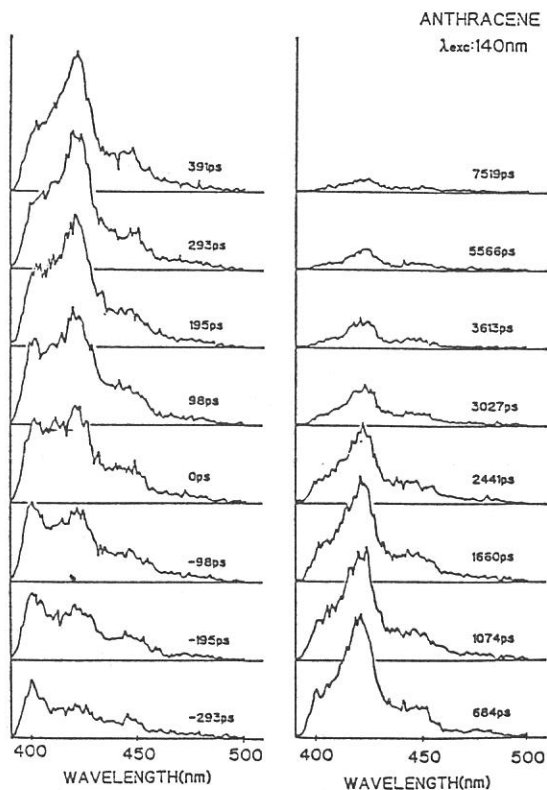 ANTHRACENE
λexc:140nm
391ps
293ps
195ps
98ps
0ps
-98ps
-195ps
-293ps
400 450 500
WAVELENGTH(nm)
7519ps
5566ps
3613ps
3027ps
2441ps
1660ps
1074ps
684ps
400 450 500
WAVELENGTH(nm)